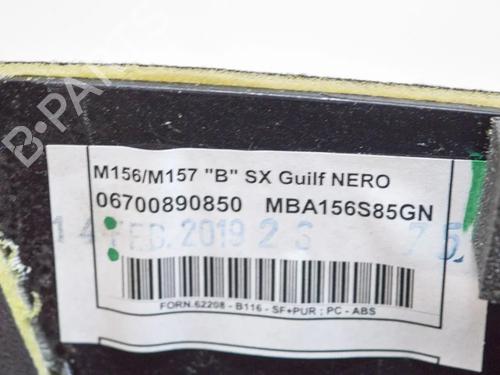 B-PARTS
M156/M157 "B" SX Guilf NERO
06700890850 MBA156S85GN
14 FEB. 2019 2 S 75
FORN.62208 - B116 - SF+PUR ; PC - ABS